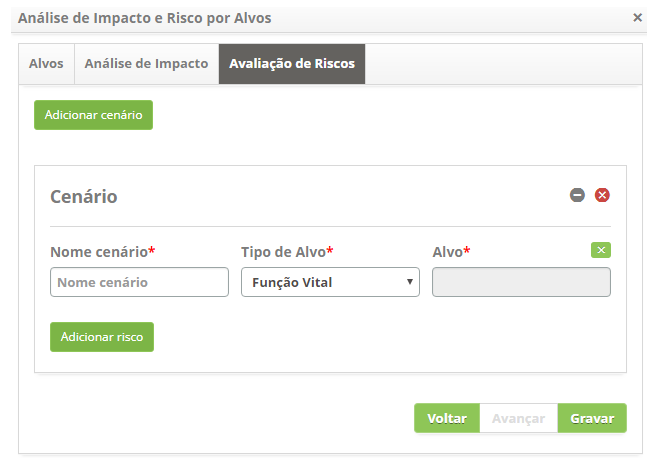 Análise de Impacto e Risco por Alvos ×
Alvos Análise de Impacto Avaliação de Riscos
Adicionar cenário
Cenário
Nome cenário* Tipo de Alvo* Alvo*
Nome cenário Função Vital
Adicionar risco
Voltar Avançar Gravar